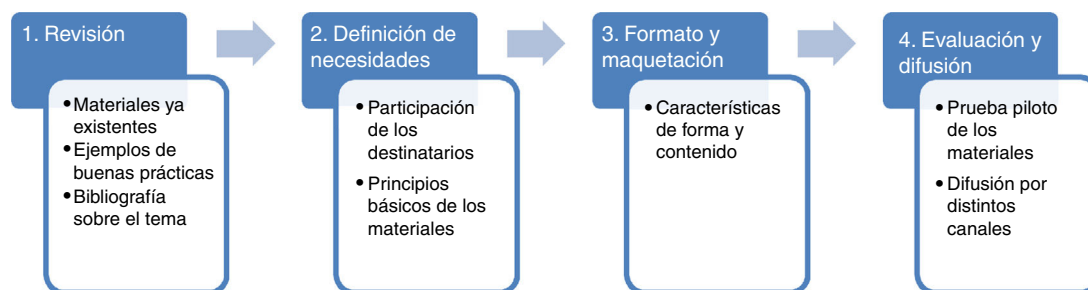 1. Revisión
• Materiales ya
existentes
• Ejemplos de
buenas prácticas
• Bibliografía
sobre el tema
2. Definición de
necesidades
• Participación
de los
destinatarios
• Principios
básicos de los
materiales
3. Formato y
maquetación
• Características
de forma y
contenido
4. Evaluación y
difusión
• Prueba piloto
de los
materiales
• Difusión por
distintos
canales